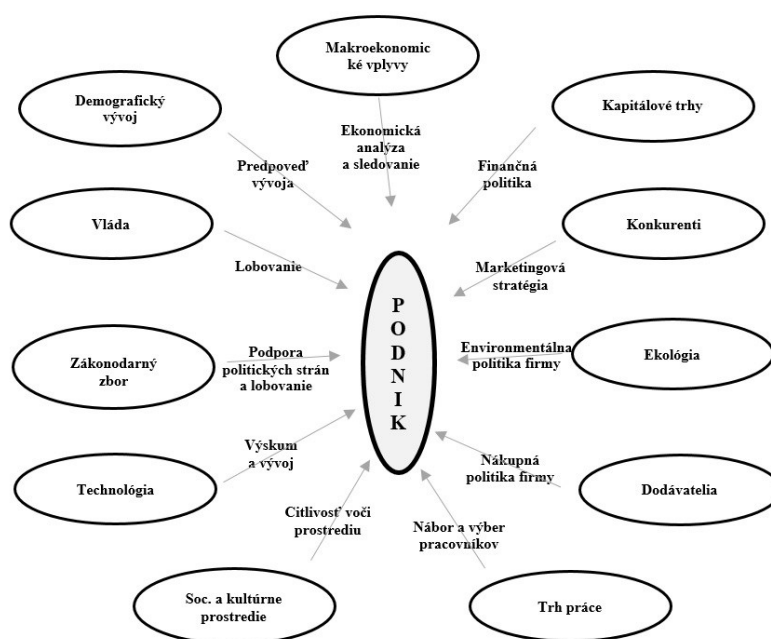 Makroekonomic
ké vplyvy
Demografický
vývoj
Kapitálové trhy
Ekonomická
analýza
a sledovanie
Predpoveď
vývoja
Finančná
politika
Vláda
Konkurenti
Lobovanie
Marketingová
stratégia
PODNIK
Zákonodarný
zbor
Podpora
politických strán
a lobovanie
Environmentálna
politika firmy
Ekológia
Technológia
Výskum
a vývoj
Nákupná
politika firmy
Dodávatelia
Citlivosť voči
prostrediu
Nábor a výber
pracovníkov
Soc. a kultúrne
prostredie
Trh práce